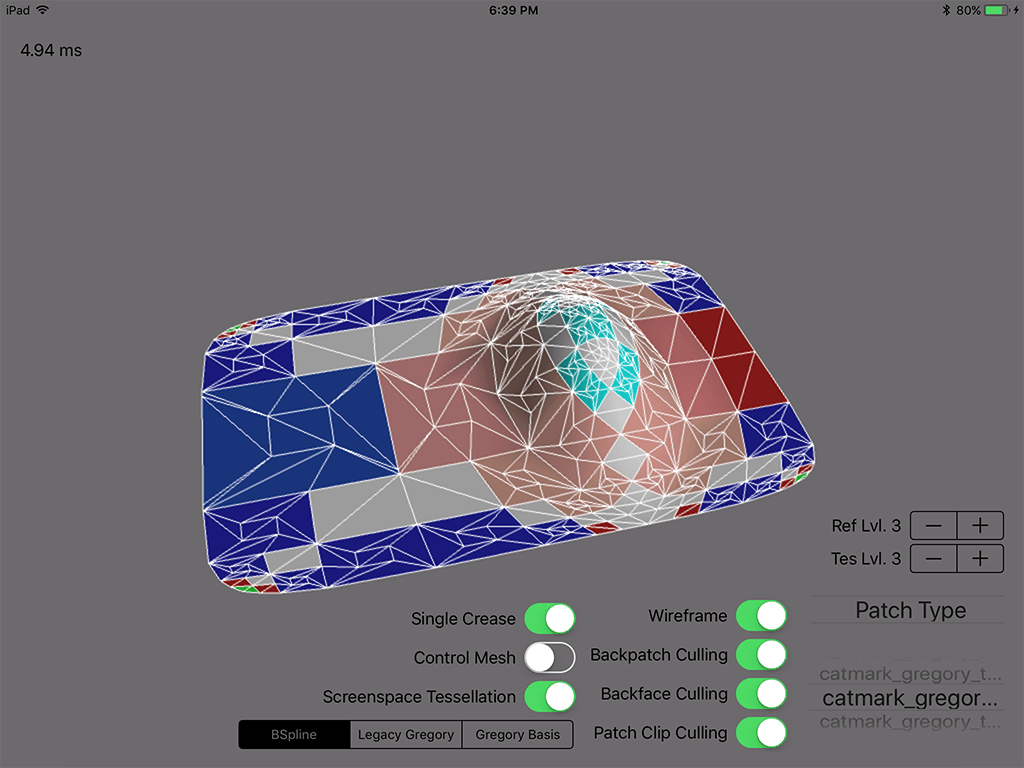 iPad 6:39 PM 80%
4.94 ms
Ref Lvl. 3 − +
Tes Lvl. 3 − +
Patch Type
catmark_gregory_t...
catmark_gregor...
catmark_gregory_t...
Single Crease
Control Mesh
Screenspace Tessellation
BSpline Legacy Gregory Gregory Basis
Wireframe
Backpatch Culling
Backface Culling
Patch Clip Culling